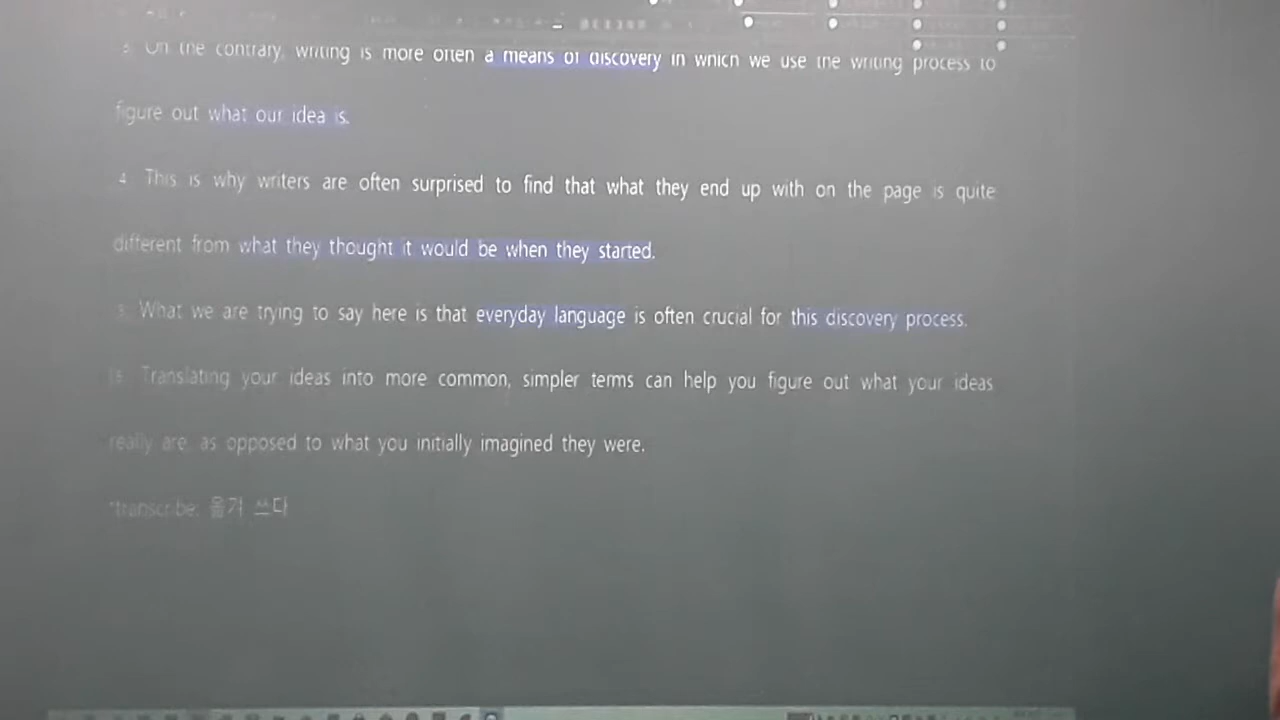 3 On the contrary, writing is more often a means of discovery in which we use the writing process to
figure out what our idea is.
4 This is why writers are often surprised to find that what they end up with on the page is quite
different from what they thought it would be when they started.
What we are trying to say here is that everyday language is often crucial for this discovery process.
Translating your ideas into more common, simpler terms can help you figure out what your ideas
really are, as opposed to what you initially imagined they were.
*transcribe: 옮겨 쓰다